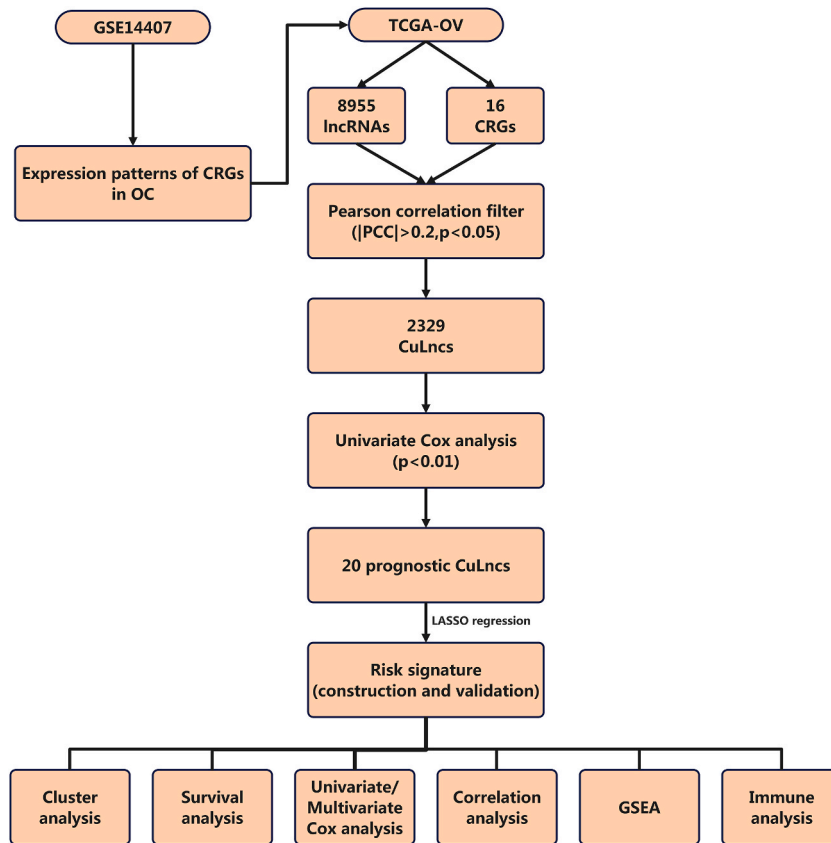 GSE14407
TCGA-OV
8955
lncRNAs
16
CRGs
Expression patterns of CRGs
in OC
Pearson correlation filter
(|PCC|>0.2,p<0.05)
2329
CuLncs
Univariate Cox analysis
(p<0.01)
20 prognostic CuLncs
LASSO regression
Risk signature
(construction and validation)
Cluster
analysis
Survival
analysis
Univariate/
Multivariate
Cox analysis
Correlation
analysis
GSEA
Immune
analysis